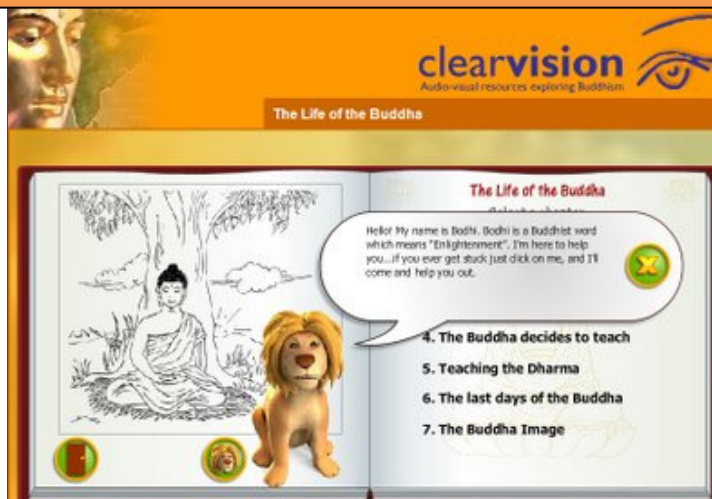 clearvision
Audio-visual resources exploring Buddhism
The Life of the Buddha
The Life of the Buddha
Hello! My name is Bodhi. Bodhi is a Buddhist word
which means "Enlightenment". I'm here to help
you...if you ever get stuck just click on me, and I'll
come and help you out.
X
4. The Buddha decides to teach
5. Teaching the Dharma
6. The last days of the Buddha
7. The Buddha Image